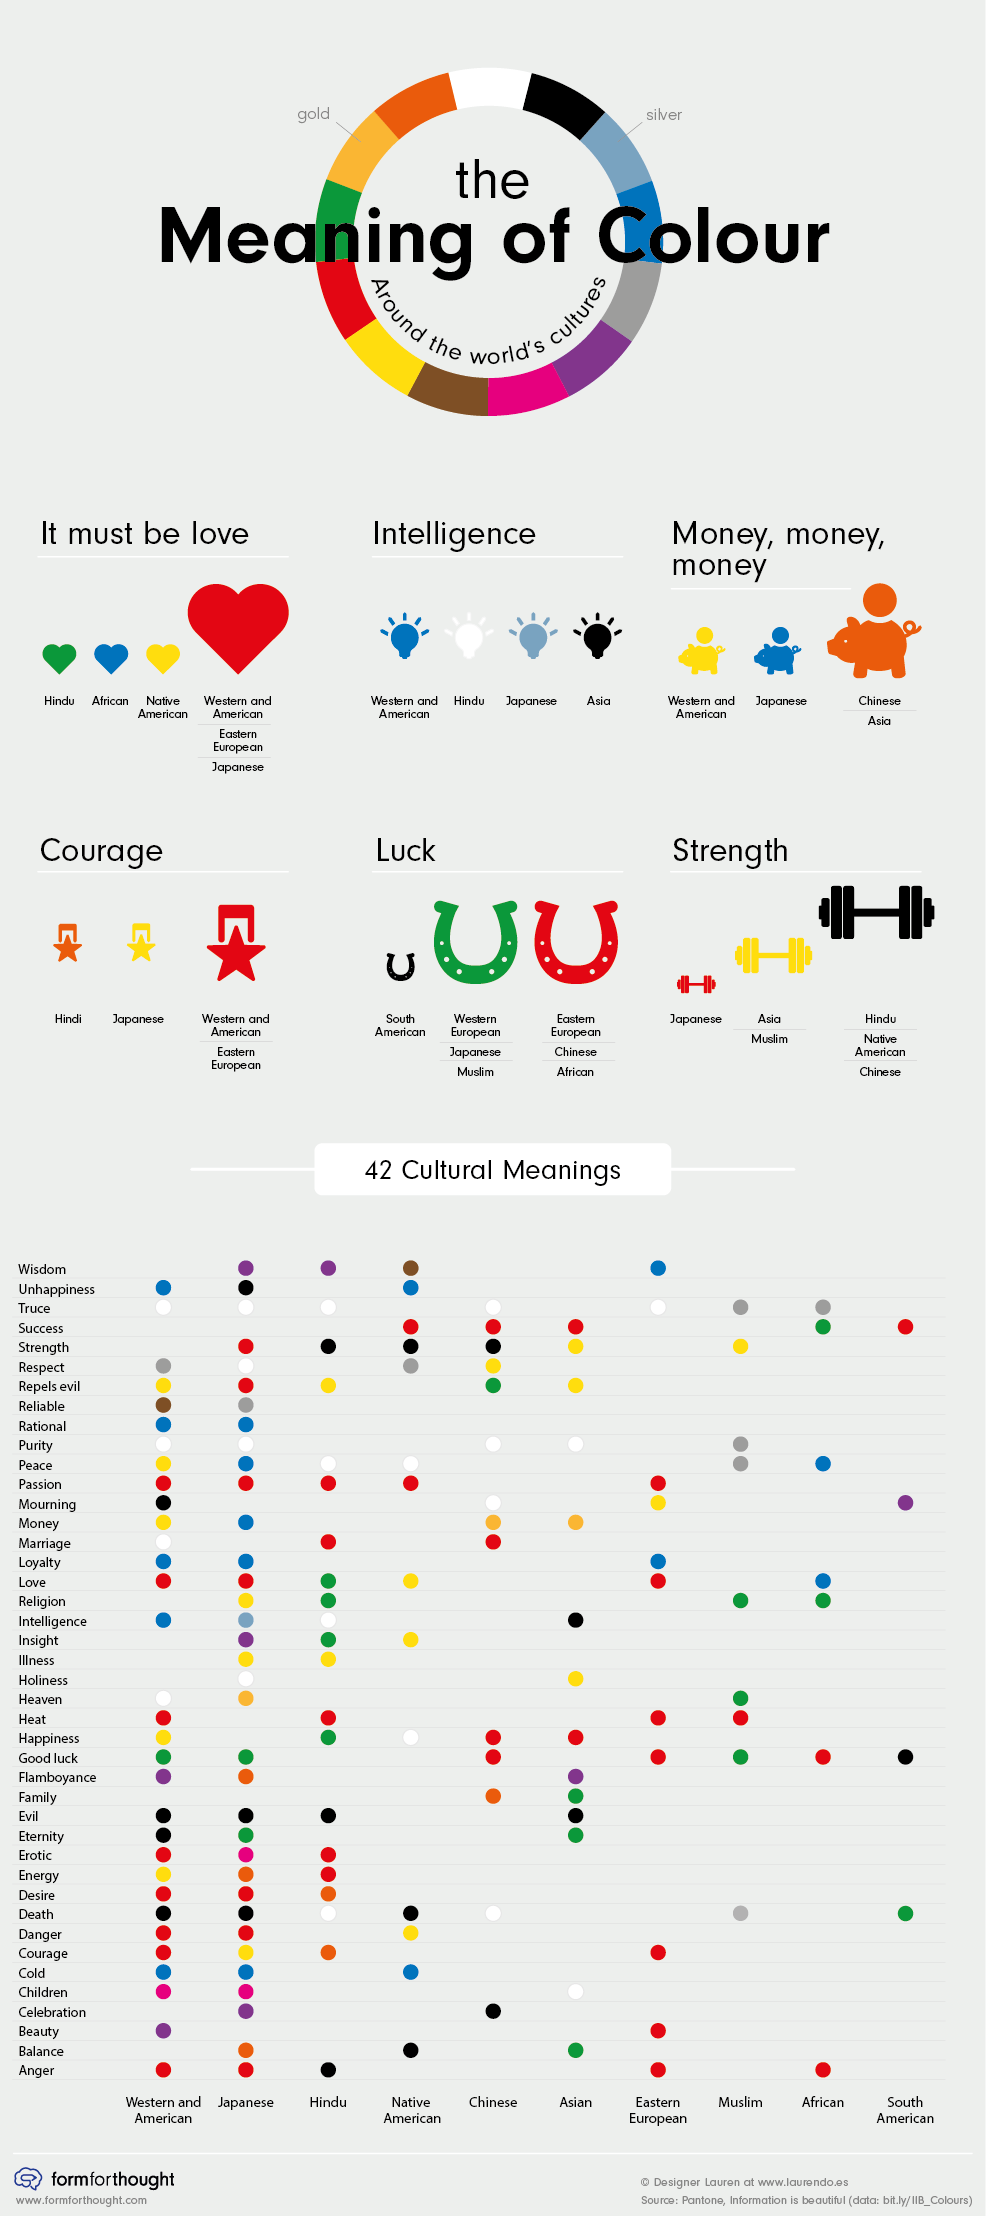 gold
silver
the
Meaning of Colour
Around the world's cultures
It must be love
Hindu
African
Native
American
Western and
American
Eastern
European
Japanese
Intelligence
Western and
American
Hindu
Japanese
Asia
Money, money,
money
Western and
American
Japanese
Chinese
Asia
Courage
Hindi
Japanese
Western and
American
Eastern
European
Luck
South
American
Western
European
Japanese
Muslim
Eastern
European
Chinese
African
Strength
Japanese
Asia
Muslim
Hindu
Native
American
Chinese
42 Cultural Meanings
Wisdom
Unhappiness
Truce
Success
Strength
Respect
Repels evil
Reliable
Rational
Purity
Peace
Passion
Mourning
Money
Marriage
Loyalty
Love
Religion
Intelligence
Insight
Illness
Holiness
Heaven
Heat
Happiness
Good luck
Flamboyance
Family
Evil
Eternity
Erotic
Energy
Desire
Death
Danger
Courage
Cold
Children
Celebration
Beauty
Balance
Anger
Western and
American
Japanese
Hindu
Native
American
Chinese
Asian
Eastern
European
Muslim
African
South
American
formforthought
www.formforthought.com
© Designer Lauren at www.laurendo.es
Source: Pantone, Information is beautiful (data: bit.ly/IIB_Colours)